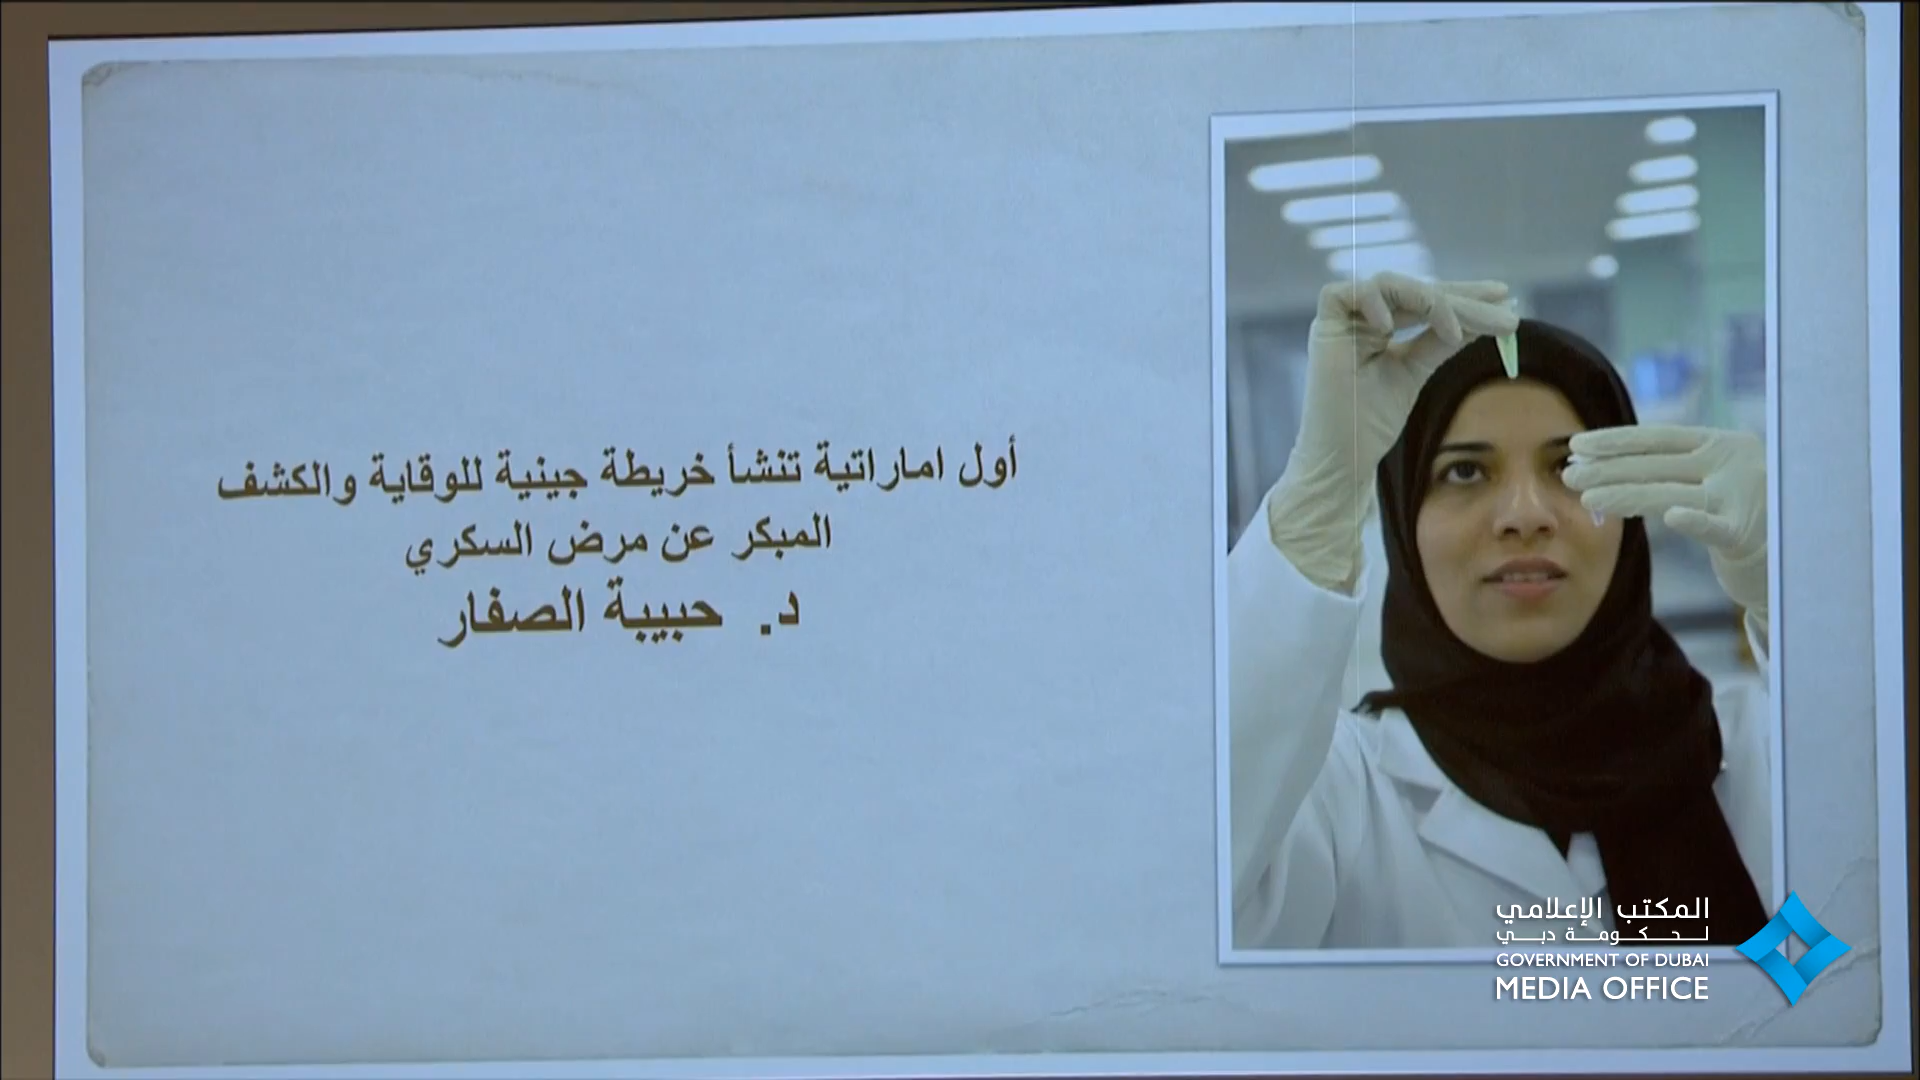 أول اماراتية تنشأ خريطة جينية للوقاية والكشف
المبكر عن مرض السكري
د. حبيبة الصفار
المكتب الإعلامي
لحكومة دبي
GOVERNMENT OF DUBAI
MEDIA OFFICE